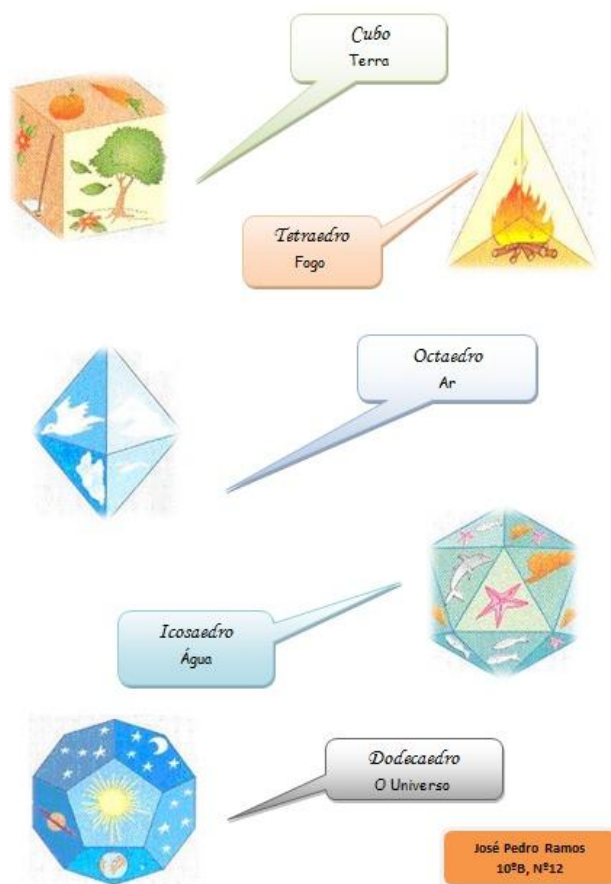 Cubo
Terra
Tetraedro
Fogo
Octaedro
Ar
Icosaedro
Água
Dodecaedro
O Universo
José Pedro Ramos
10ºB, Nº12